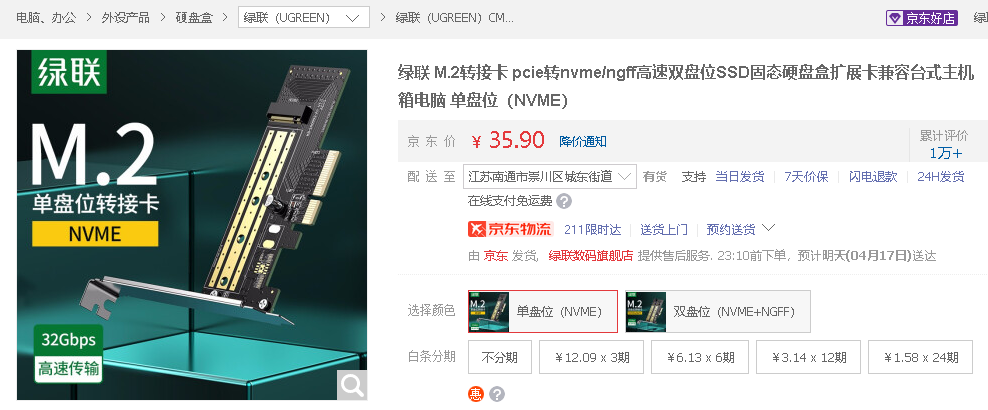 电脑、办公 > 外设产品 > 硬盘盒 > 绿联（UGREEN） > 绿联（UGREEN）CM...
京东好店
绿联
M.2
单盘位转接卡
NVME
32Gbps
高速传输
绿联 M.2转接卡 pcie转nvme/ngff高速双盘位SSD固态硬盘盒扩展卡兼容台式主机
箱电脑 单盘位（NVME）
京东价 ￥35.90 降价通知
累计评价
1万+
配送至 江苏南通市崇川区城东街道 有货 支持 当日发货 7天价保 闪电退款 24H发货
在线支付免运费 ?
京东物流 211限时达 送货上门 预约送货
由 京东 发货，绿联数码旗舰店 提供售后服务. 23:10前下单，预计明天(04月17日)送达
选择颜色 M.2 单盘位（NVME） M.2 双盘位（NVME+NGFF）
白条分期 不分期 ￥12.09 x 3期 ￥6.13 x 6期 ￥3.14 x 12期 ￥1.58 x 24期
惠 ?